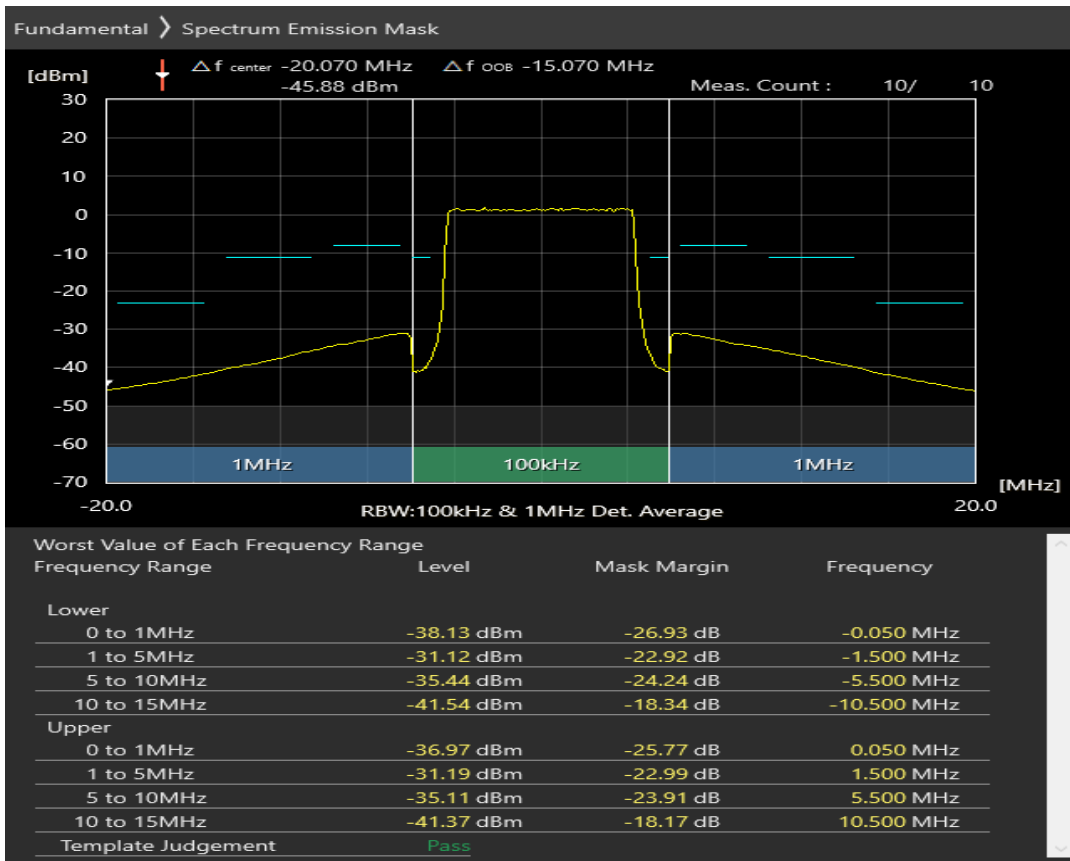 Fundamental ❯ Spectrum Emission Mask
[dBm] △f center -20.070 MHz △f OOB -15.070 MHz
-45.88 dBm Meas. Count : 10/ 10
30
20
10
0
-10
-20
-30
-40
-50
-60
1MHz 100kHz 1MHz
-70 [MHz]
-20.0 RBW:100kHz & 1MHz Det. Average 20.0
Worst Value of Each Frequency Range
Frequency Range Level Mask Margin Frequency
Lower
0 to 1MHz -38.13 dBm -26.93 dB -0.050 MHz
1 to 5MHz -31.12 dBm -22.92 dB -1.500 MHz
5 to 10MHz -35.44 dBm -24.24 dB -5.500 MHz
10 to 15MHz -41.54 dBm -18.34 dB -10.500 MHz
Upper
0 to 1MHz -36.97 dBm -25.77 dB 0.050 MHz
1 to 5MHz -31.19 dBm -22.99 dB 1.500 MHz
5 to 10MHz -35.11 dBm -23.91 dB 5.500 MHz
10 to 15MHz -41.37 dBm -18.17 dB 10.500 MHz
Template Judgement Pass